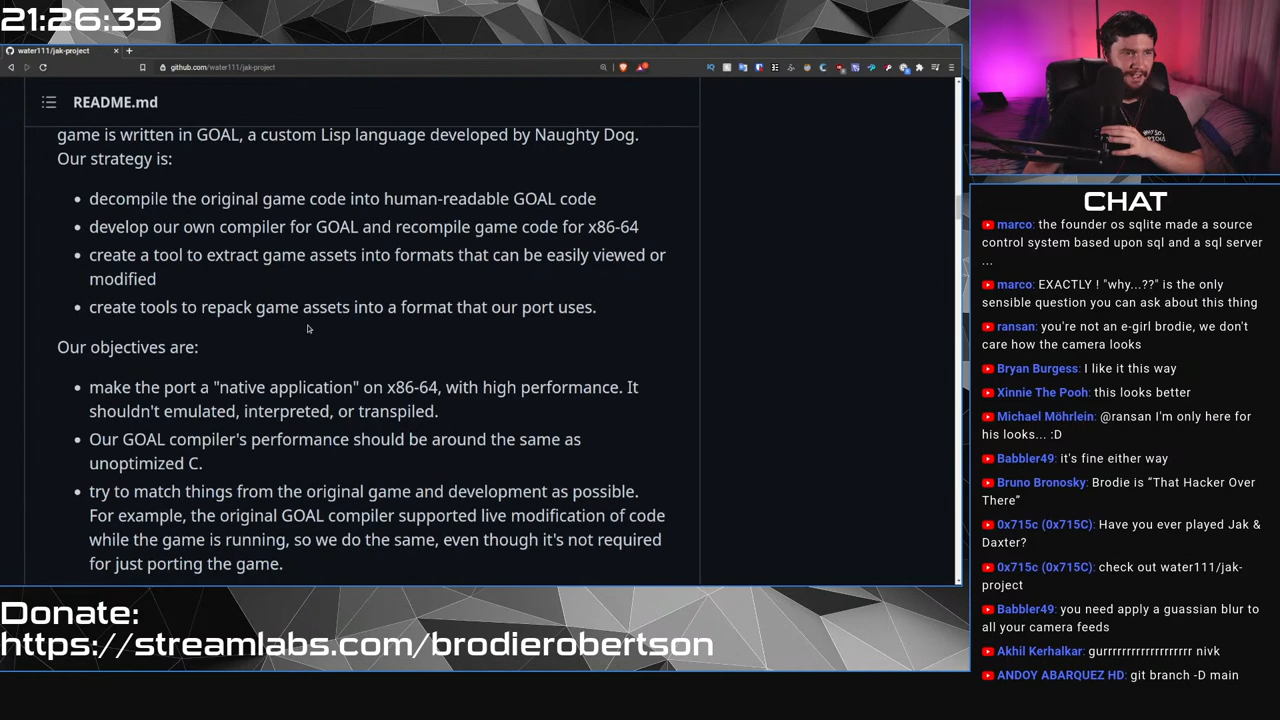 21:26:35
water111/jak-project
github.com/water111/jak-project
README.md
game is written in GOAL, a custom Lisp language developed by Naughty Dog.
Our strategy is:
decompile the original game code into human-readable GOAL code
develop our own compiler for GOAL and recompile game code for x86-64
create a tool to extract game assets into formats that can be easily viewed or
modified
create tools to repack game assets into a format that our port uses.
Our objectives are:
make the port a "native application" on x86-64, with high performance. It
shouldn't emulated, interpreted, or transpiled.
Our GOAL compiler's performance should be around the same as
unoptimized C.
try to match things from the original game and development as possible.
For example, the original GOAL compiler supported live modification of code
while the game is running, so we do the same, even though it's not required
for just porting the game.
Donate:
https://streamlabs.com/brodierobertson
CHAT
marco: the founder os sqlite made a source
control system based upon sql and a sql server
...
marco: EXACTLY ! "why...??" is the only
sensible question you can ask about this thing
ransan: you're not an e-girl brodie, we don't
care how the camera looks
Bryan Burgess: I like it this way
Xinnie The Pooh: this looks better
Michael Möhrlein: @ransan I'm only here for
his looks... :D
Babbler49: it's fine either way
Bruno Bronosky: Brodie is “That Hacker Over
There”
0x715c (0x715C): Have you ever played Jak &
Daxter?
0x715c (0x715C): check out water111/jak-
project
Babbler49: you need apply a guassian blur to
all your camera feeds
Akhil Kerhalkar: gurrrrrrrrrrrrrrrrrrr nivk
ANDOY ABARQUEZ HD: git branch -D main